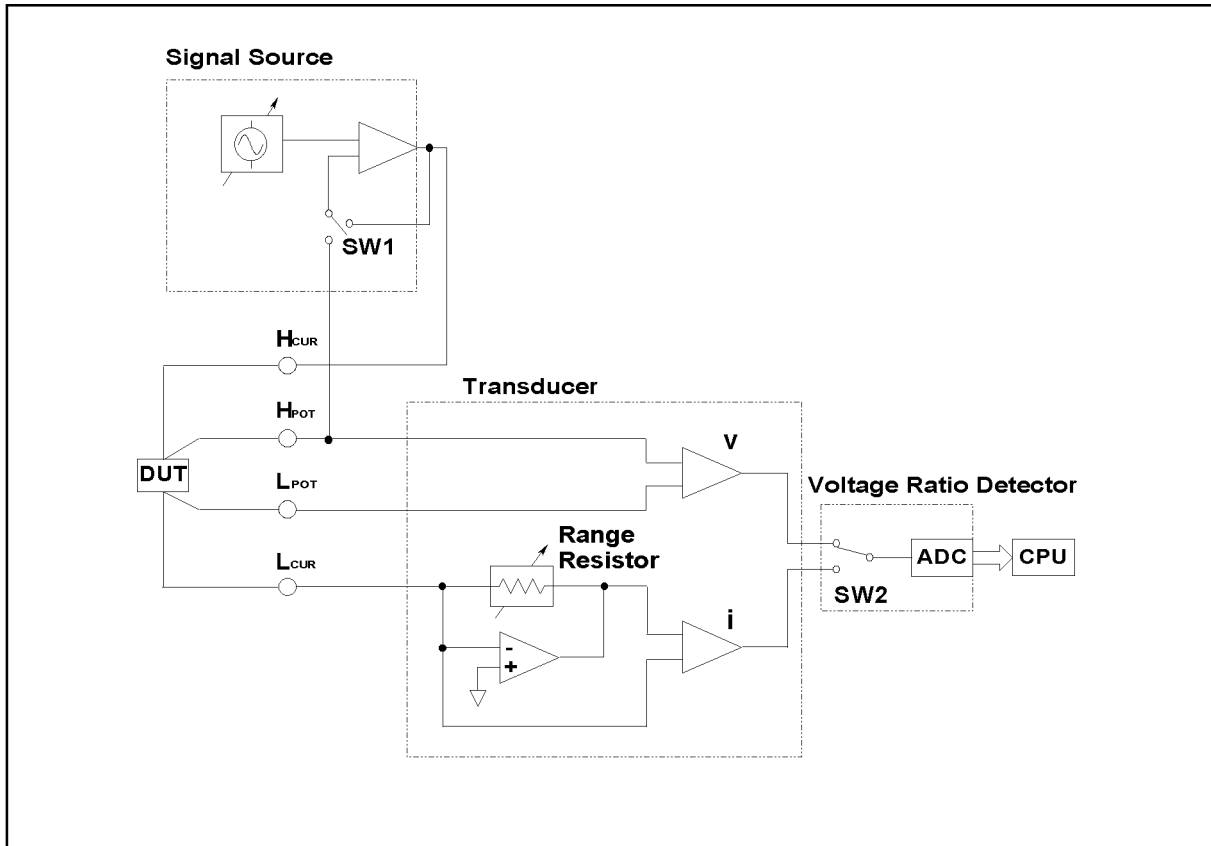 Signal Source
SW1
HCUR
Transducer
HPOT
V
DUT
LPOT
Voltage Ratio Detector
Range
Resistor
ADC
CPU
LCUR
SW2
i
-
+